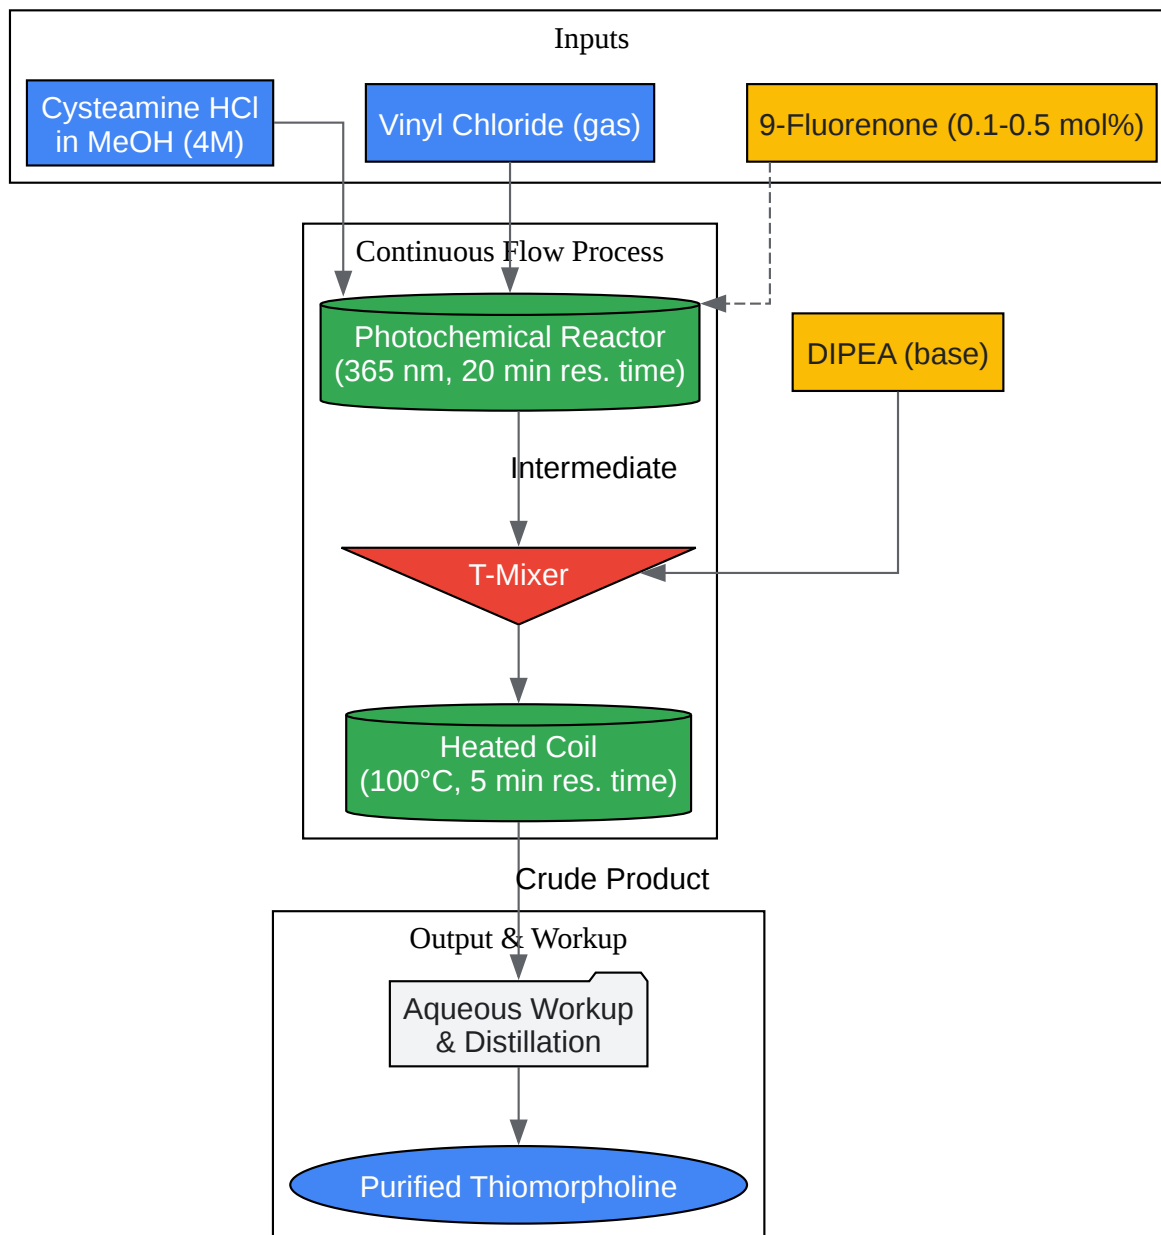 Inputs
Cysteamine HCl
in MeOH (4M)
Vinyl Chloride (gas)
9-Fluorenone (0.1-0.5 mol%)
Continuous Flow Process
Photochemical Reactor
(365 nm, 20 min res. time)
DIPEA (base)
Intermediate
T-Mixer
Heated Coil
(100°C, 5 min res. time)
Crude Product
Output & Workup
Aqueous Workup
& Distillation
Purified Thiomorpholine